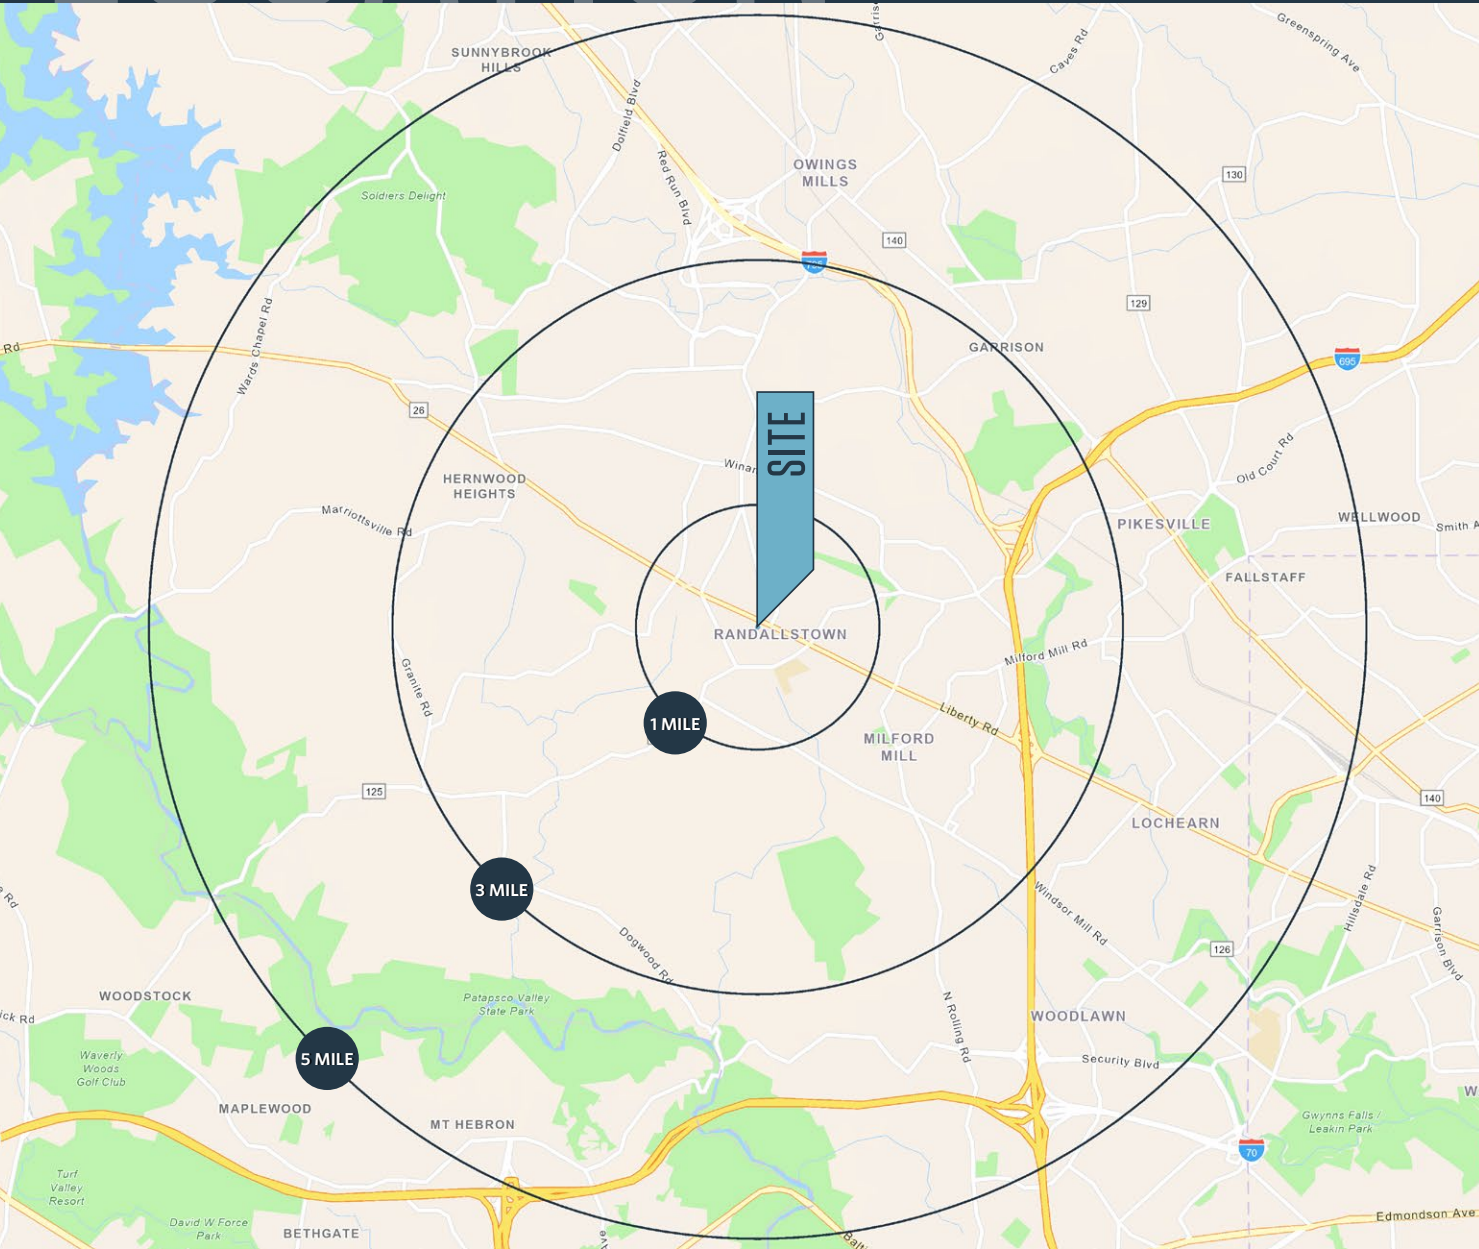 SUNNYBROOK
HILLS
Caves Rd
Greenspring Ave
Dolfield Blvd
Red Run Blvd
OWINGS
MILLS
130
Soldiers Delight
140
129
Wards Chapel Rd
Rd
GARRISON
695
26
SITE
Old Court Rd
HERNWOOD
HEIGHTS
Marriottsville Rd
PIKESVILLE
WELLWOOD
Smith A
FALLSTAFF
RANDALLSTOWN
Milford Mill Rd
Granite Rd
1 MILE
Liberty Rd
MILFORD
MILL
125
140
LOCHEARN
3 MILE
Hillsdale Rd
Windsor Mill Rd
Garrison Blvd
Dogwood Rd
126
WOODSTOCK
Patapsco Valley
State Park
ick Rd
N Rolling Rd
WOODLAWN
5 MILE
Security Blvd
Waverly
Woods
Golf Club
MAPLEWOOD
MT HEBRON
Gwynns Falls /
Leakin Park
70
Turf
Valley
Resort
David W Force
Park
BETHGATE
Edmondson Ave